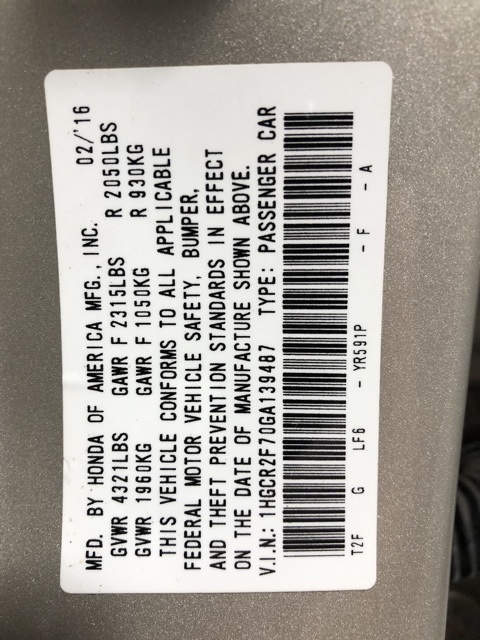 MFD. BY HONDA OF AMERICA MFG., INC. 02/'16
GVWR 4321LBS GAWR F 2315LBS R 2050LBS
GVWR 1960KG GAWR F 1050KG R 930KG
THIS VEHICLE CONFORMS TO ALL APPLICABLE
FEDERAL MOTOR VEHICLE SAFETY, BUMPER,
AND THEFT PREVENTION STANDARDS IN EFFECT
ON THE DATE OF MANUFACTURE SHOWN ABOVE.
V.I.N.: 1HGCR2F70GA139487 TYPE: PASSENGER CAR
T2F G LF6 - YR591P - F - A